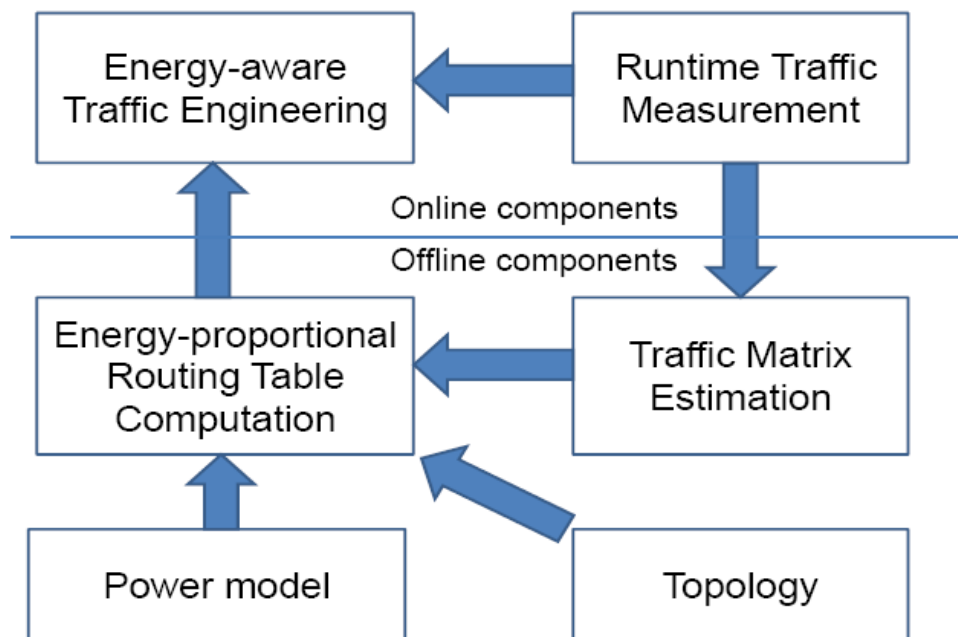 Energy-aware
Traffic Engineering
Runtime Traffic
Measurement
Online components
Offline components
Energy-proportional
Routing Table
Computation
Traffic Matrix
Estimation
Power model
Topology